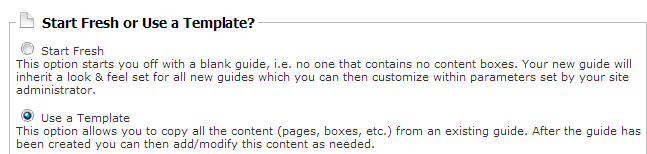 Start Fresh or Use a Template?
Start Fresh
This option starts you off with a blank guide, i.e. no one that contains no content boxes. Your new guide will
inherit a look & feel set for all new guides which you can then customize within parameters set by your site
administrator.
Use a Template
This option allows you to copy all the content (pages, boxes, etc.) from an existing guide. After the guide has
been created you can then add/modify this content as needed.